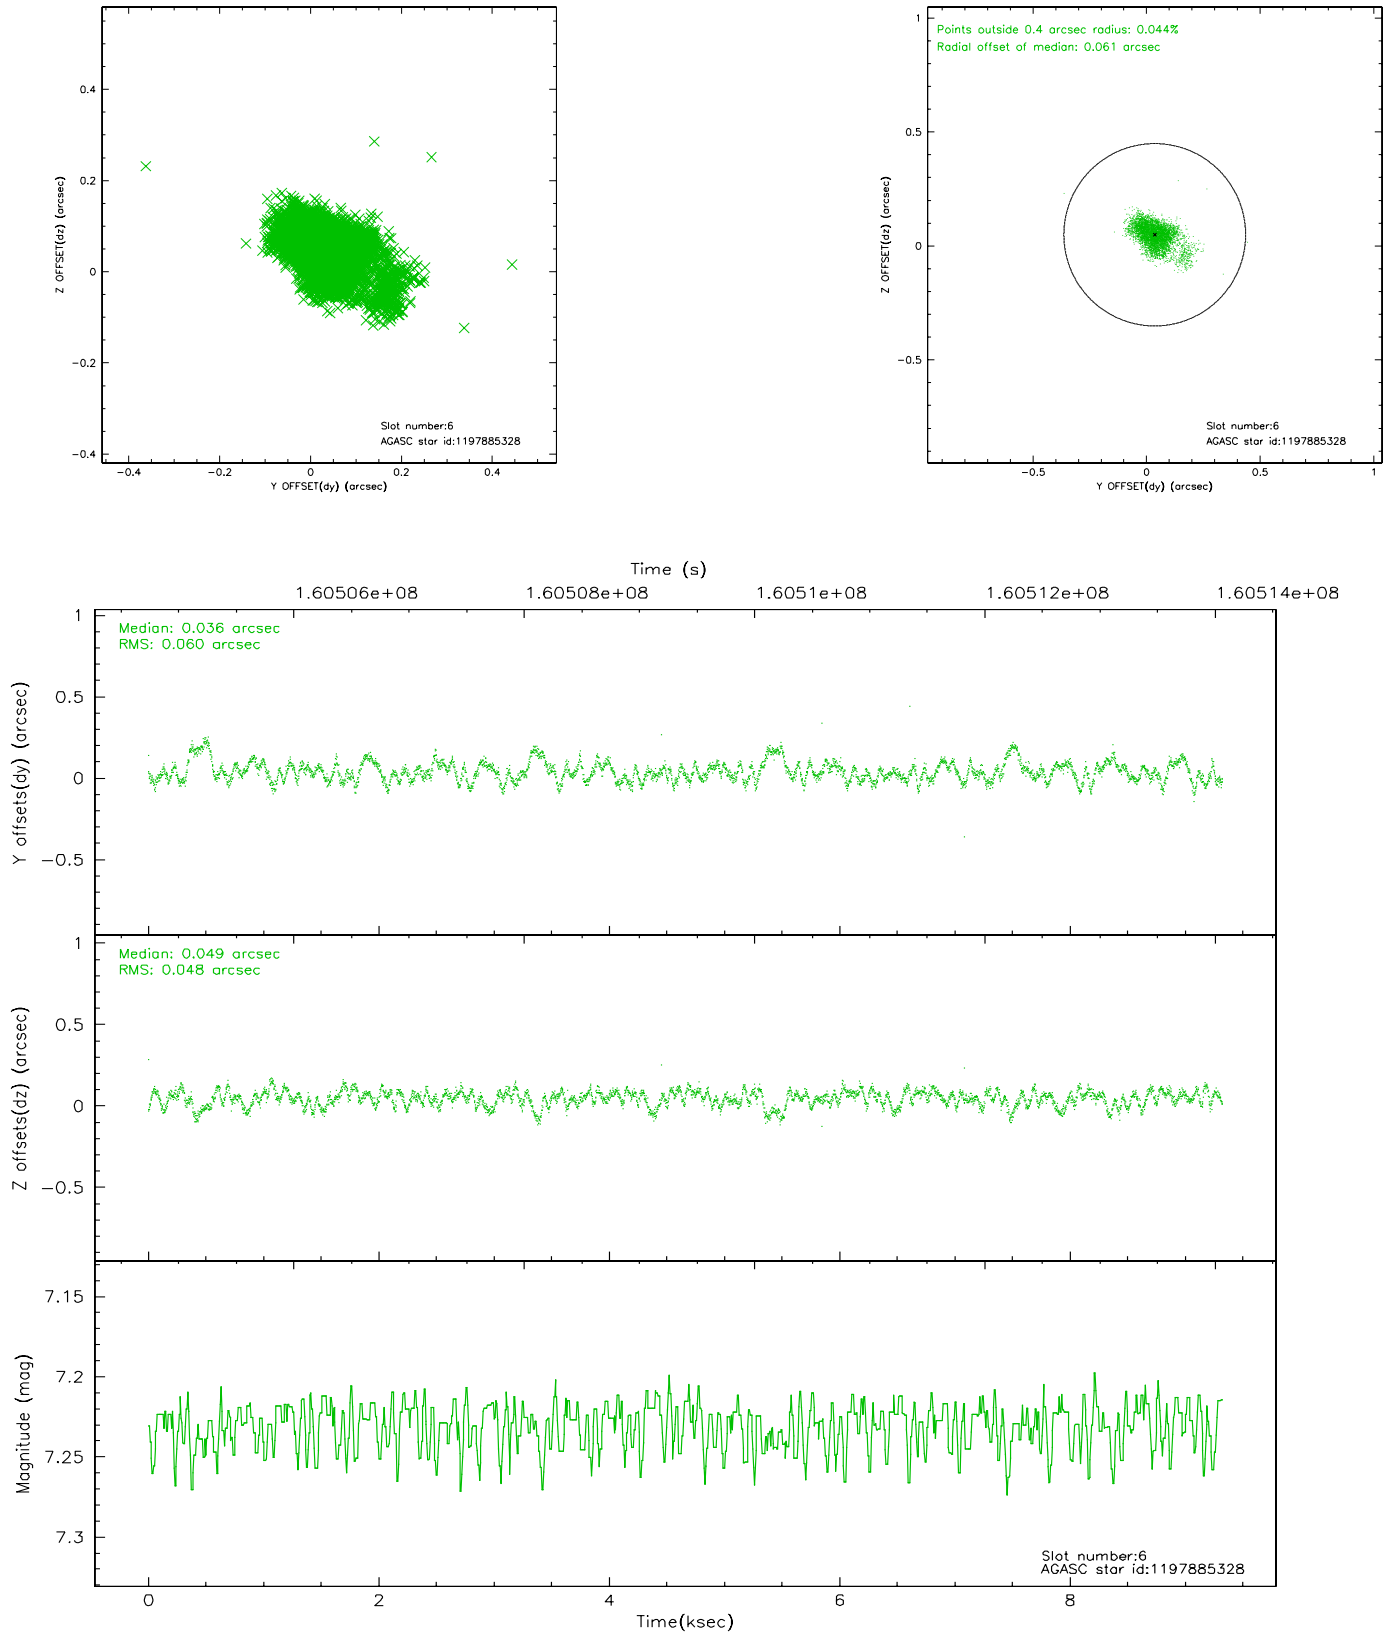 0.4
0.2
0
−0.2
−0.4
Z OFFSET(dz) (arcsec)
−0.4 −0.2 0 0.2 0.4
Y OFFSET(dy) (arcsec)
Slot number:6
AGASC star id:1197885328
Points outside 0.4 arcsec radius: 0.044%
Radial offset of median: 0.061 arcsec
1
0.5
0
−0.5
Z OFFSET(dz) (arcsec)
−0.5 0 0.5 1
Y OFFSET(dy) (arcsec)
Slot number:6
AGASC star id:1197885328
Time (s)
1.60506e+08 1.60508e+08 1.6051e+08 1.60512e+08 1.60514e+08
Median: 0.036 arcsec
RMS: 0.060 arcsec
1
0.5
0
−0.5
Y offsets(dy) (arcsec)
Median: 0.049 arcsec
RMS: 0.048 arcsec
1
0.5
0
−0.5
Z offsets(dz) (arcsec)
7.15
7.2
7.25
7.3
Magnitude (mag)
Slot number:6
AGASC star id:1197885328
0 2 4 6 8
Time(ksec)